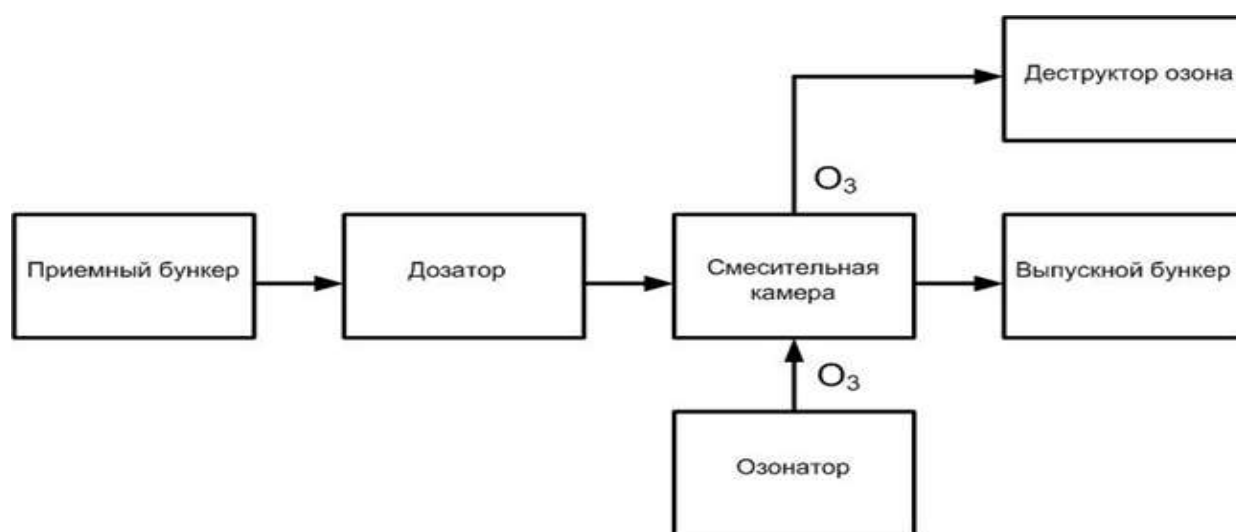 Деструктор озона
O₃
Приемный бункер
Дозатор
Смесительная
камера
Выпускной бункер
O₃
Озонатор